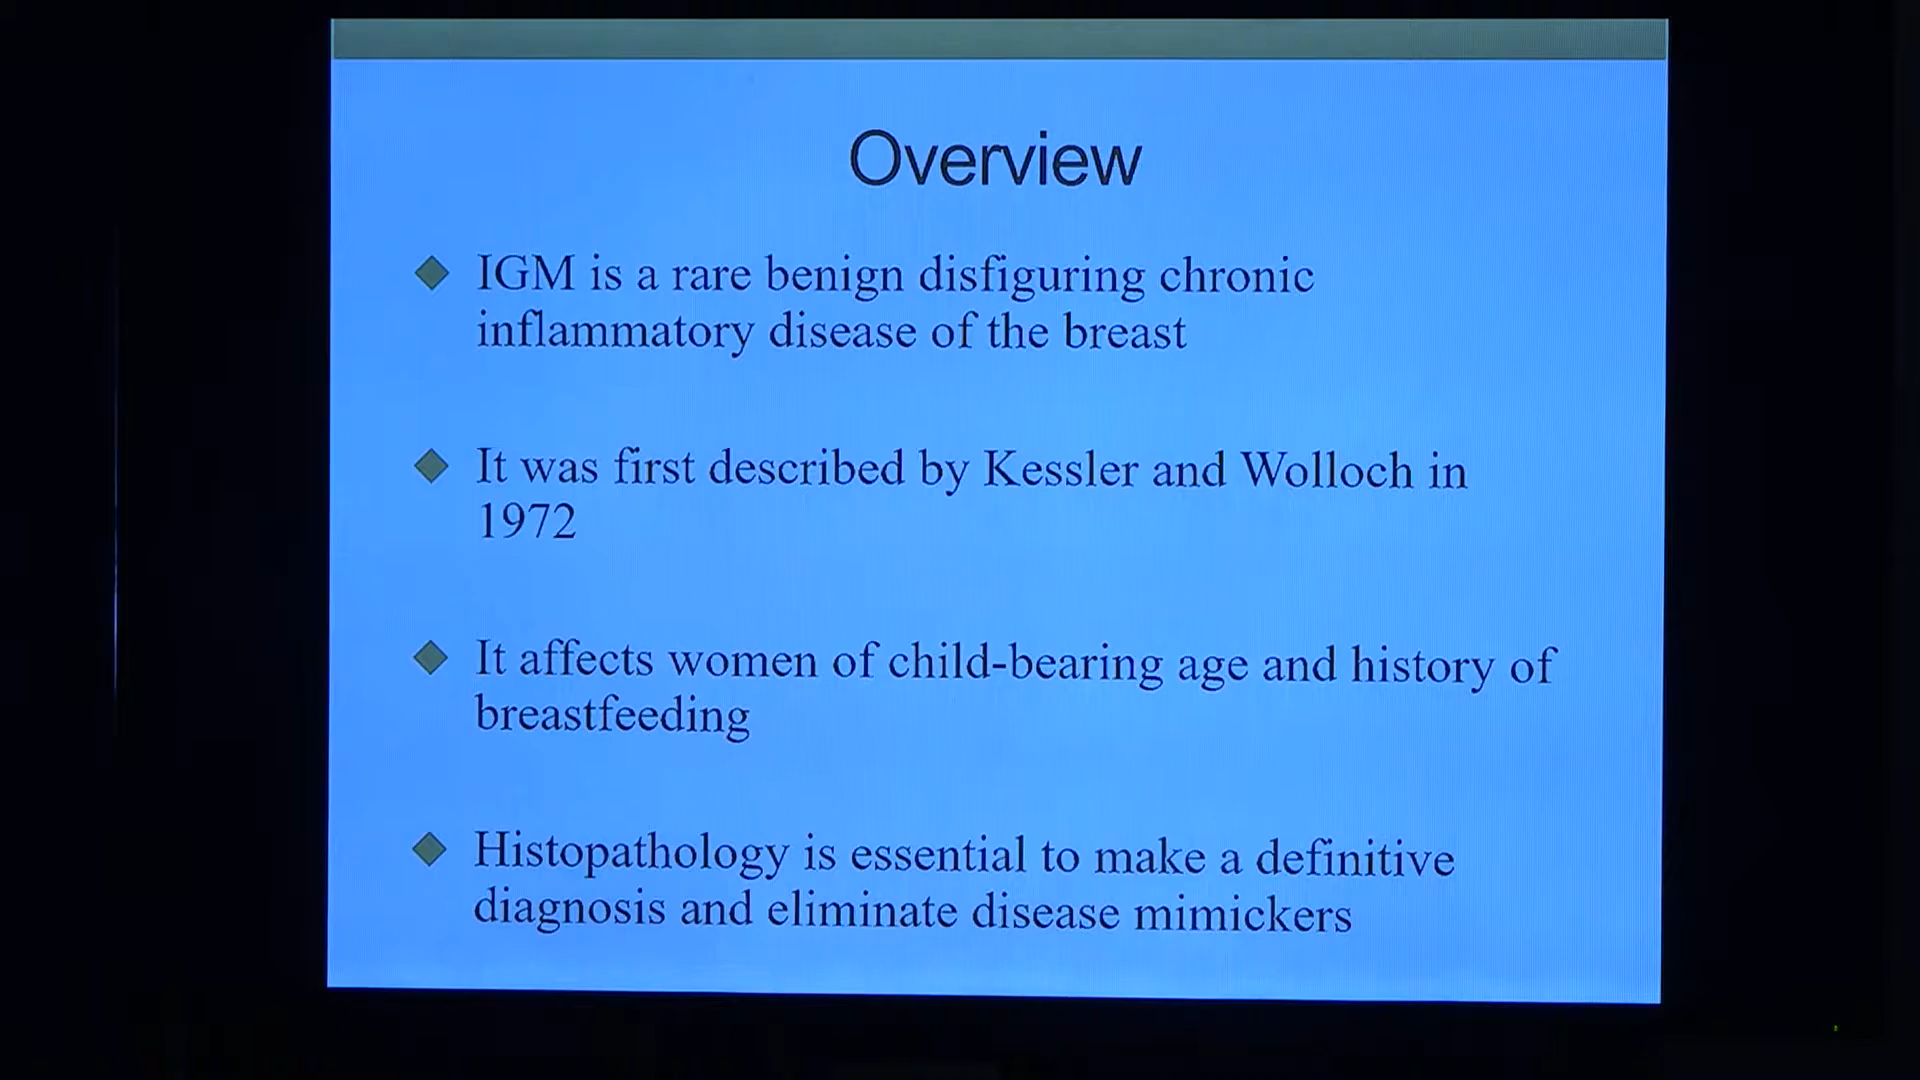 Overview
IGM is a rare benign disfiguring chronic
inflammatory disease of the breast
It was first described by Kessler and Wolloch in
1972
It affects women of child-bearing age and history of
breastfeeding
Histopathology is essential to make a definitive
diagnosis and eliminate disease mimickers